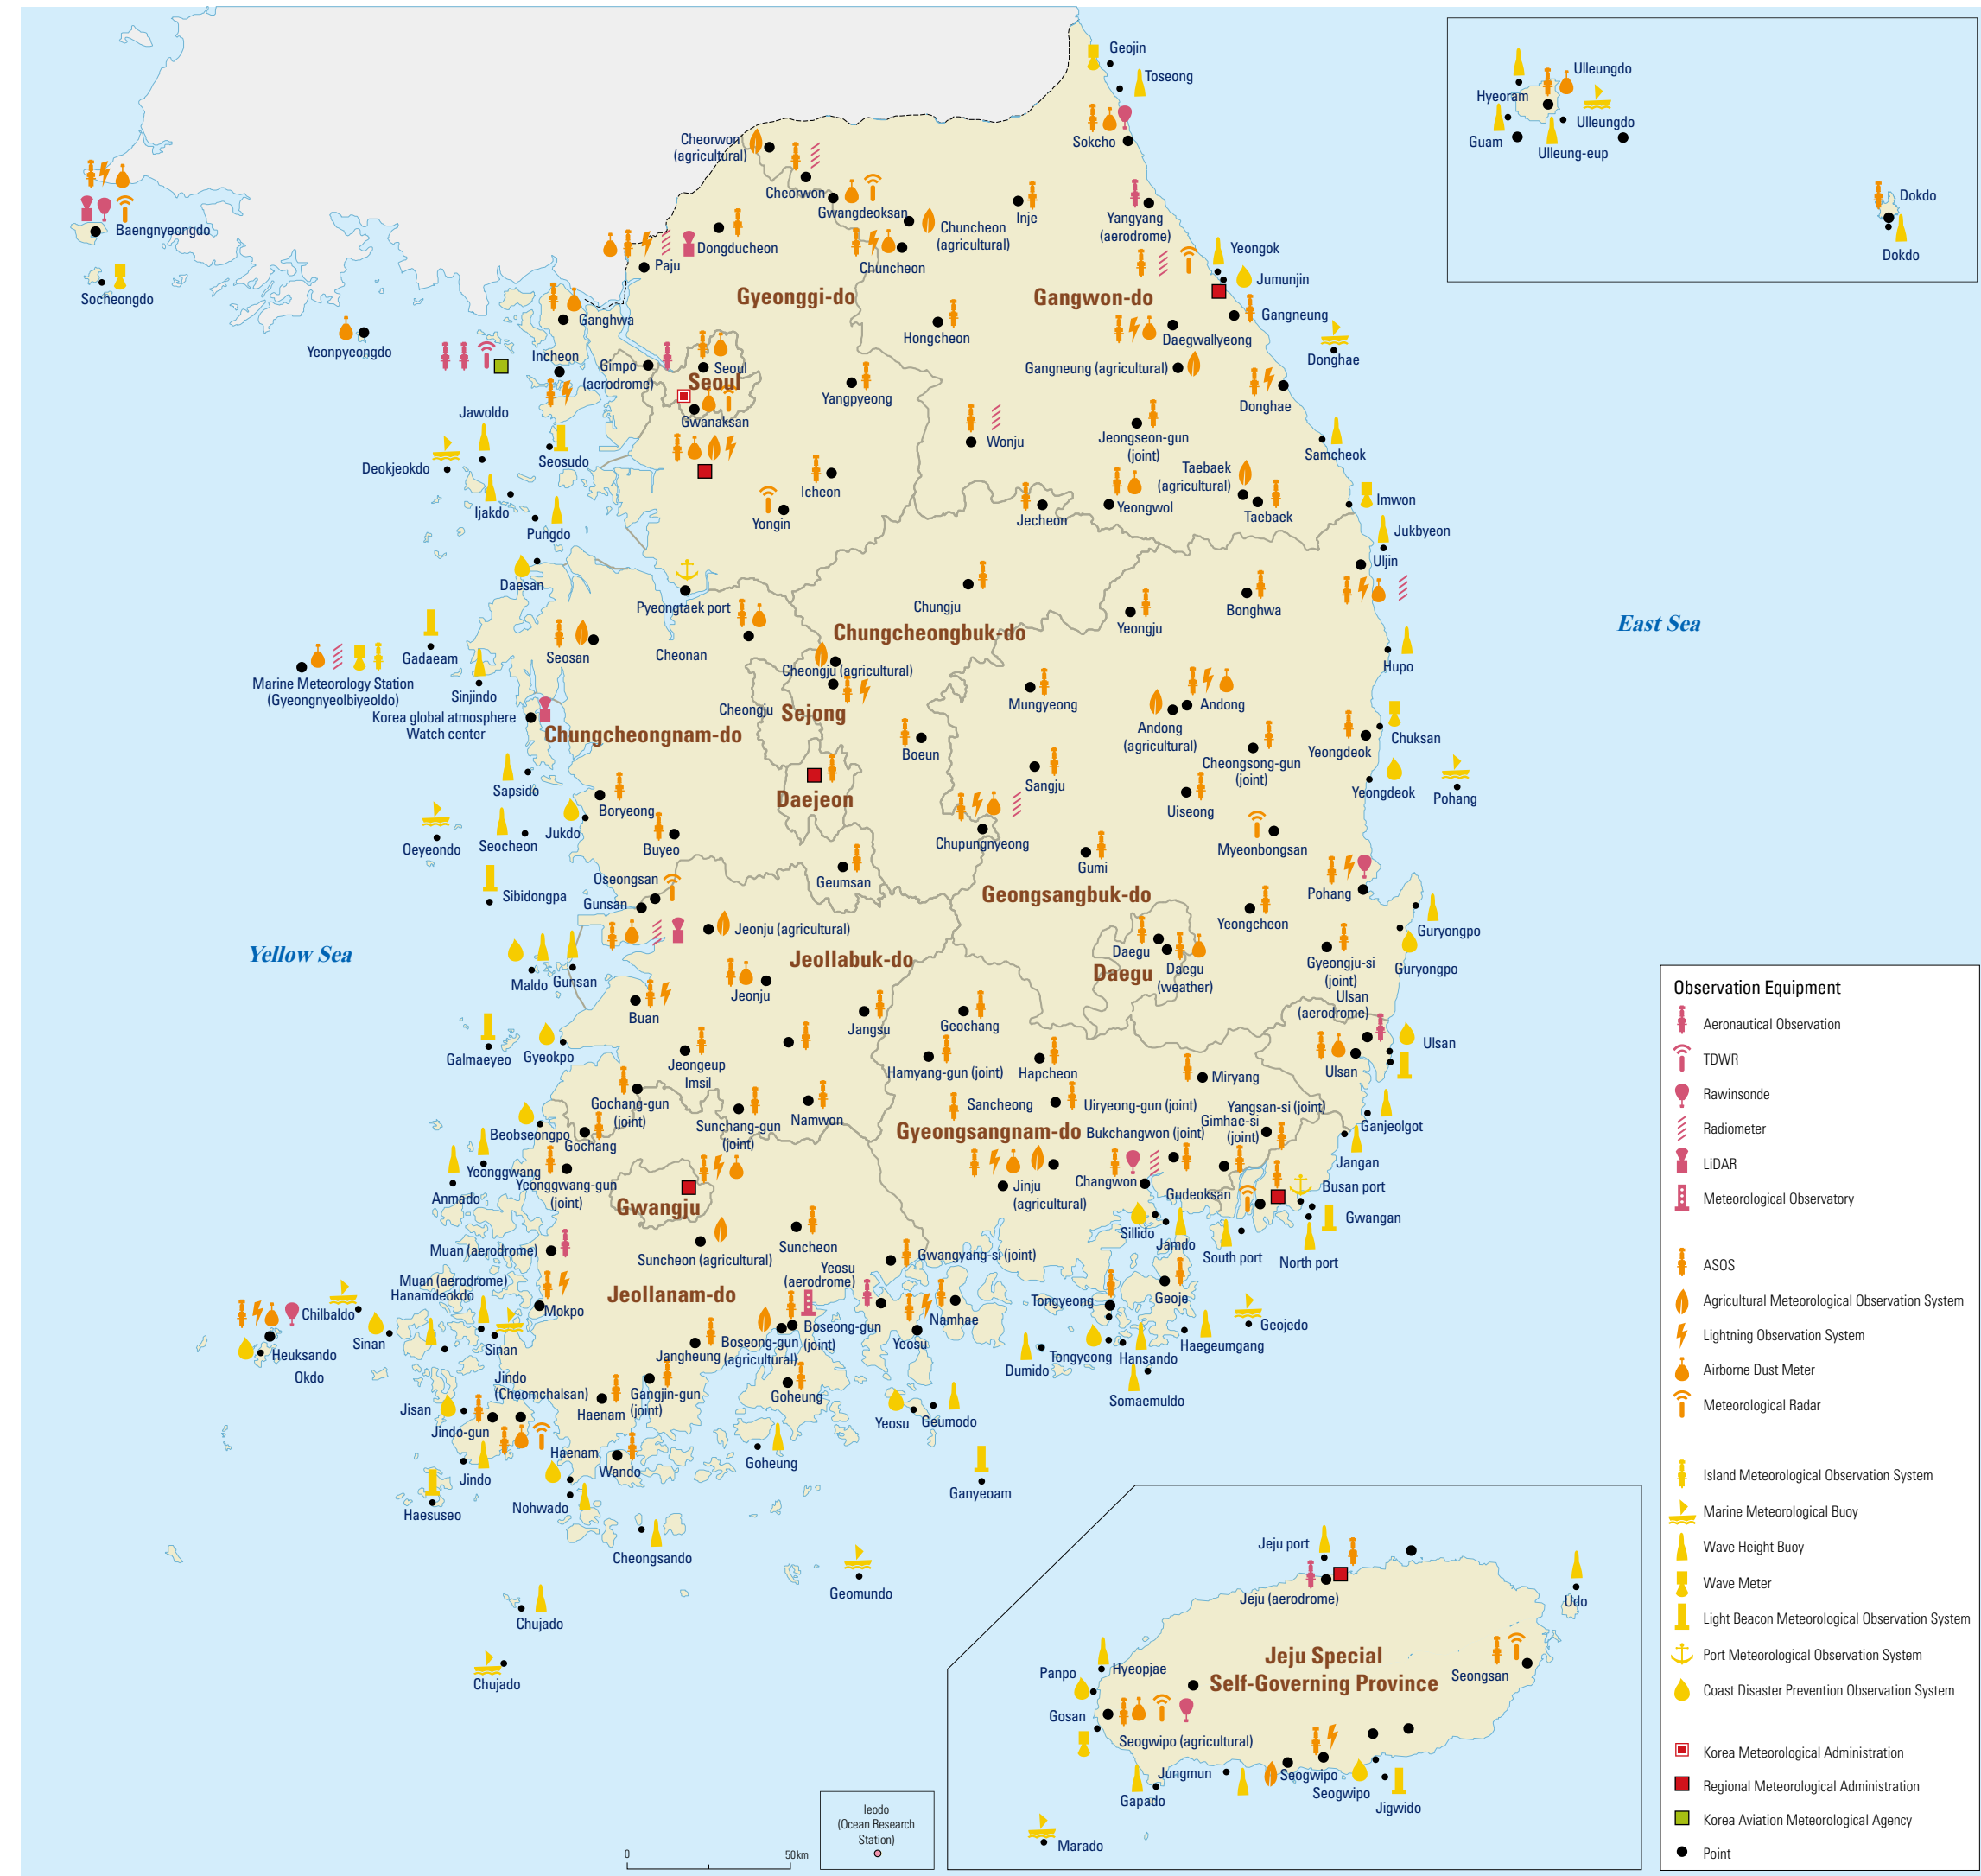 Geojin
Toseong
Sokcho
Cheorwon
(agricultural)
Cheorwon
Gwangdeoksan
Chuncheon
(agricultural)
Chuncheon
Inje
Yangyang
(aerodrome)
Yeongok
Jumunjin
Gangneung
Daegwallyeong
Gangneung (agricultural)
Donghae
Donghae
Baengnyeongdo
Socheongdo
Yeonpyeongdo
Dongducheon
Paju
Ganghwa
Gyeonggi-do
Gangwon-do
Hongcheon
Incheon
Gimpo
(aerodrome)
Seoul
Seoul
Gwanaksan
Yangpyeong
Jawoldo
Deokjeokdo
Seosudo
Ijakdo
Pungdo
Icheon
Yongin
Wonju
Jeongseon-gun
(joint)
Samcheok
Taebaek
(agricultural)
Taebaek
Yeongwol
Jecheon
Imwon
Jukbyeon
Uljin
Daesan
Pyeongtaek port
Chungju
Yeongju
Bonghwa
Hupo
East Sea
Gadaeam
Seosan
Cheonan
Chungcheongbuk-do
Cheongju (agricultural)
Cheongju
Marine Meteorology Station
(Gyeongnyeolbiyeoldo)
Sinjindo
Korea global atmosphere
Watch center
Chungcheongnam-do
Sejong
Boeun
Mungyeong
Andong
Andong
(agricultural)
Cheongsong-gun
(joint)
Yeongdeok
Chuksan
Yeongdeok
Pohang
Sapsido
Boryeong
Daejeon
Sangju
Uiseong
Oeyeondo
Seocheon
Jukdo
Buyeo
Chupungnyeong
Gumi
Myeonbongsan
Pohang
Sibidongpa
Oseongsan
Gunsan
Geumsan
Geongsangbuk-do
Yeongcheon
Guryongpo
Guryongpo
Yellow Sea
Jeonju (agricultural)
Jeollabuk-do
Daegu
Daegu
(weather)
Daegu
Gyeongju-si
(joint)
Maldo
Gunsan
Jeonju
Buan
Jangsu
Geochang
Ulsan
(aerodrome)
Ulsan
Ulsan
Galmaeyeo
Gyeokpo
Jeongeup
Imsil
Hamyang-gun (joint)
Hapcheon
Miryang
Gochang-gun
(joint)
Gochang
Sunchang-gun
(joint)
Namwon
Sancheong
Uiryeong-gun (joint)
Yangsan-si (joint)
Gimhae-si
(joint)
Ganjeolgot
Jangan
Beobseongpo
Yeonggwang
Anmado
Yeonggwang-gun
(joint)
Gyeongsangnam-do
Bukchangwon (joint)
Changwon
Jinju
(agricultural)
Gudeoksan
Busan port
Gwangan
Gwangju
Sillido
Jamdo
South port
North port
Muan (aerodrome)
Suncheon (agricultural)
Suncheon
Gwangyang-si (joint)
Yeosu
(aerodrome)
Muan (aerodrome)
Hanamdeokdo
Jeollanam-do
Mokpo
Chilbaldo
Heuksando
Okdo
Sinan
Sinan
Boseong-gun
(joint)
Boseong-gun
(agricultural)
Jangheung
Yeosu
Namhae
Tongyeong
Geoje
Geojedo
Haegeumgang
Hansando
Tongyeong
Dumido
Somaemuldo
Jindo
(Cheomchalsan)
Jisan
Jindo-gun
Jindo
Haenam
Gangjin-gun
(joint)
Goheung
Haenam
Wando
Goheung
Yeosu
Geumodo
Haesuseo
Nohwado
Ganyeoam
Cheongsando
Geomundo
Chujado
Chujado
Hyeoram
Ulleungdo
Ulleungdo
Guam
Ulleung-eup
Dokdo
Dokdo
Jeju port
Jeju (aerodrome)
Udo
Jeju Special
Self-Governing Province
Seongsan
Panpo
Hyeopjae
Gosan
Seogwipo (agricultural)
Jungmun
Seogwipo
Seogwipo
Jigwido
Gapado
Marado
Ieodo
(Ocean Research
Station)
0
50km
Observation Equipment
Aeronautical Observation
TDWR
Rawinsonde
Radiometer
LiDAR
Meteorological Observatory
ASOS
Agricultural Meteorological Observation System
Lightning Observation System
Airborne Dust Meter
Meteorological Radar
Island Meteorological Observation System
Marine Meteorological Buoy
Wave Height Buoy
Wave Meter
Light Beacon Meteorological Observation System
Port Meteorological Observation System
Coast Disaster Prevention Observation System
Korea Meteorological Administration
Regional Meteorological Administration
Korea Aviation Meteorological Agency
Point